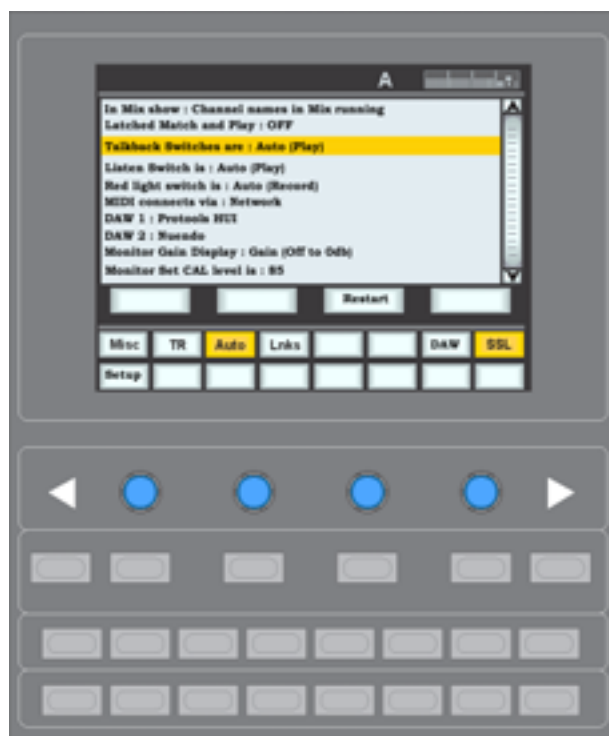 A
In Mix show : Channel names in Mix running
Latched Match and Play : OFF
Talkback Switches are : Auto (Play)
Listen Switch is : Auto (Play)
Red light switch is : Auto (Record)
MIDI connects via : Network
DAW 1 : Protools HUI
DAW 2 : Nuendo
Monitor Gain Display : Gain (Off to 0db)
Monitor Set CAL level is : 85
Restart
Misc TR Auto Lnks DAW SSL
Setup